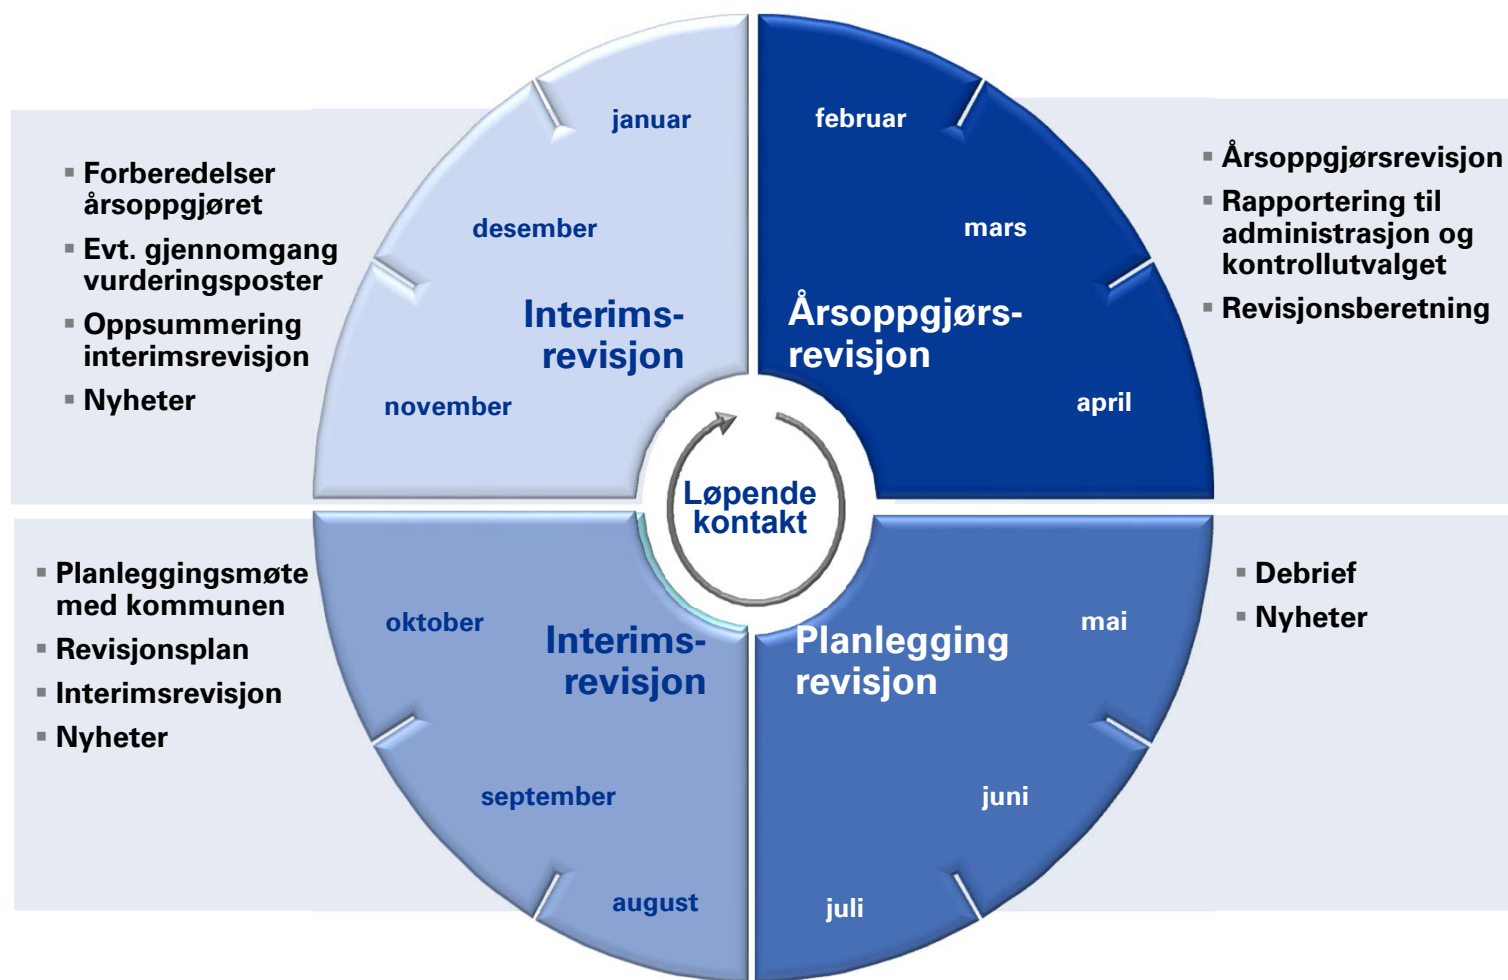 januar
desember
november
Interims-
revisjon
▪ Forberedelser
årsoppgjøret
▪ Evt. gjennomgang
vurderingsposter
▪ Oppsummering
interimsrevisjon
▪ Nyheter
februar
mars
april
Årsoppgjørs-
revisjon
▪ Årsoppgjørsrevisjon
▪ Rapportering til
administrasjon og
kontrollutvalget
▪ Revisjonsberetning
Løpende
kontakt
▪ Planleggingsmøte
med kommunen
▪ Revisjonsplan
▪ Interimsrevisjon
▪ Nyheter
oktober
september
august
Interims-
revisjon
mai
juni
juli
Planlegging
revisjon
▪ Debrief
▪ Nyheter